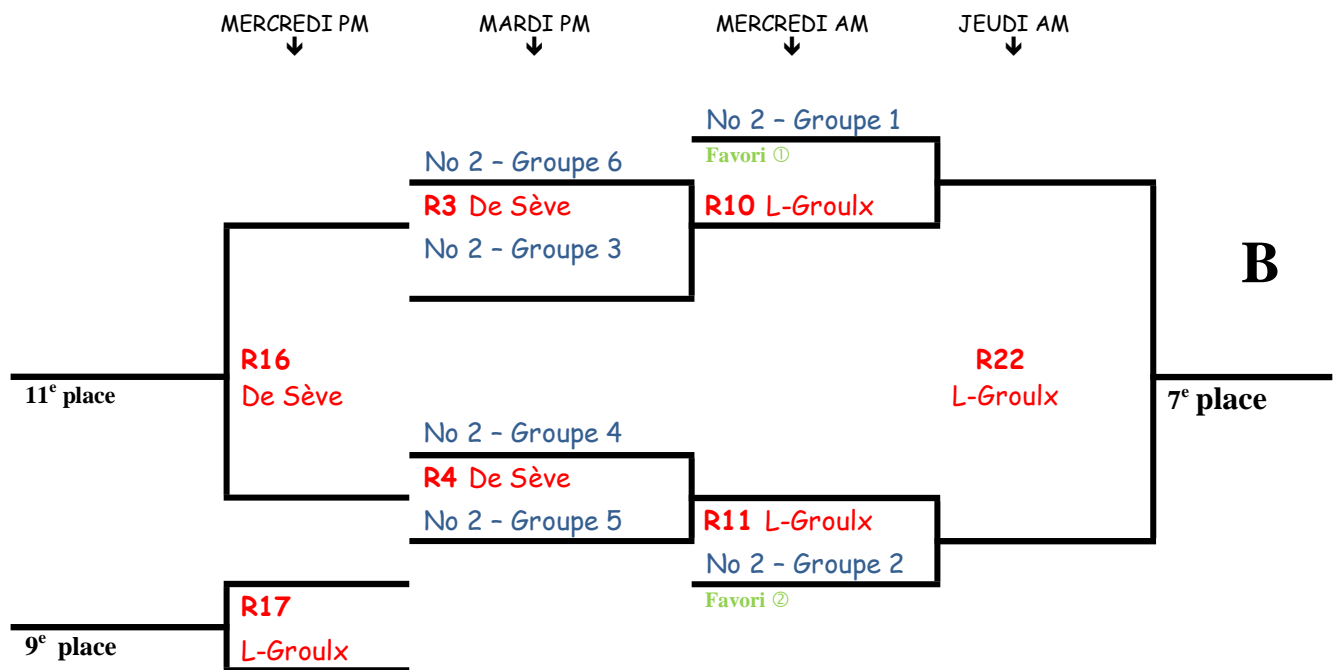 MERCREDI PM MARDI PM MERCREDI AM JEUDI AM
🡻 🡻 🡻 🡻
No 2 – Groupe 1
Favori ①
No 2 – Groupe 6
R3 De Sève
R10 L-Groulx
No 2 – Groupe 3
B
R16
De Sève
R22
L-Groulx
11e place
7e place
No 2 – Groupe 4
R4 De Sève
No 2 – Groupe 5
R11 L-Groulx
No 2 – Groupe 2
Favori ②
R17
L-Groulx
9e place